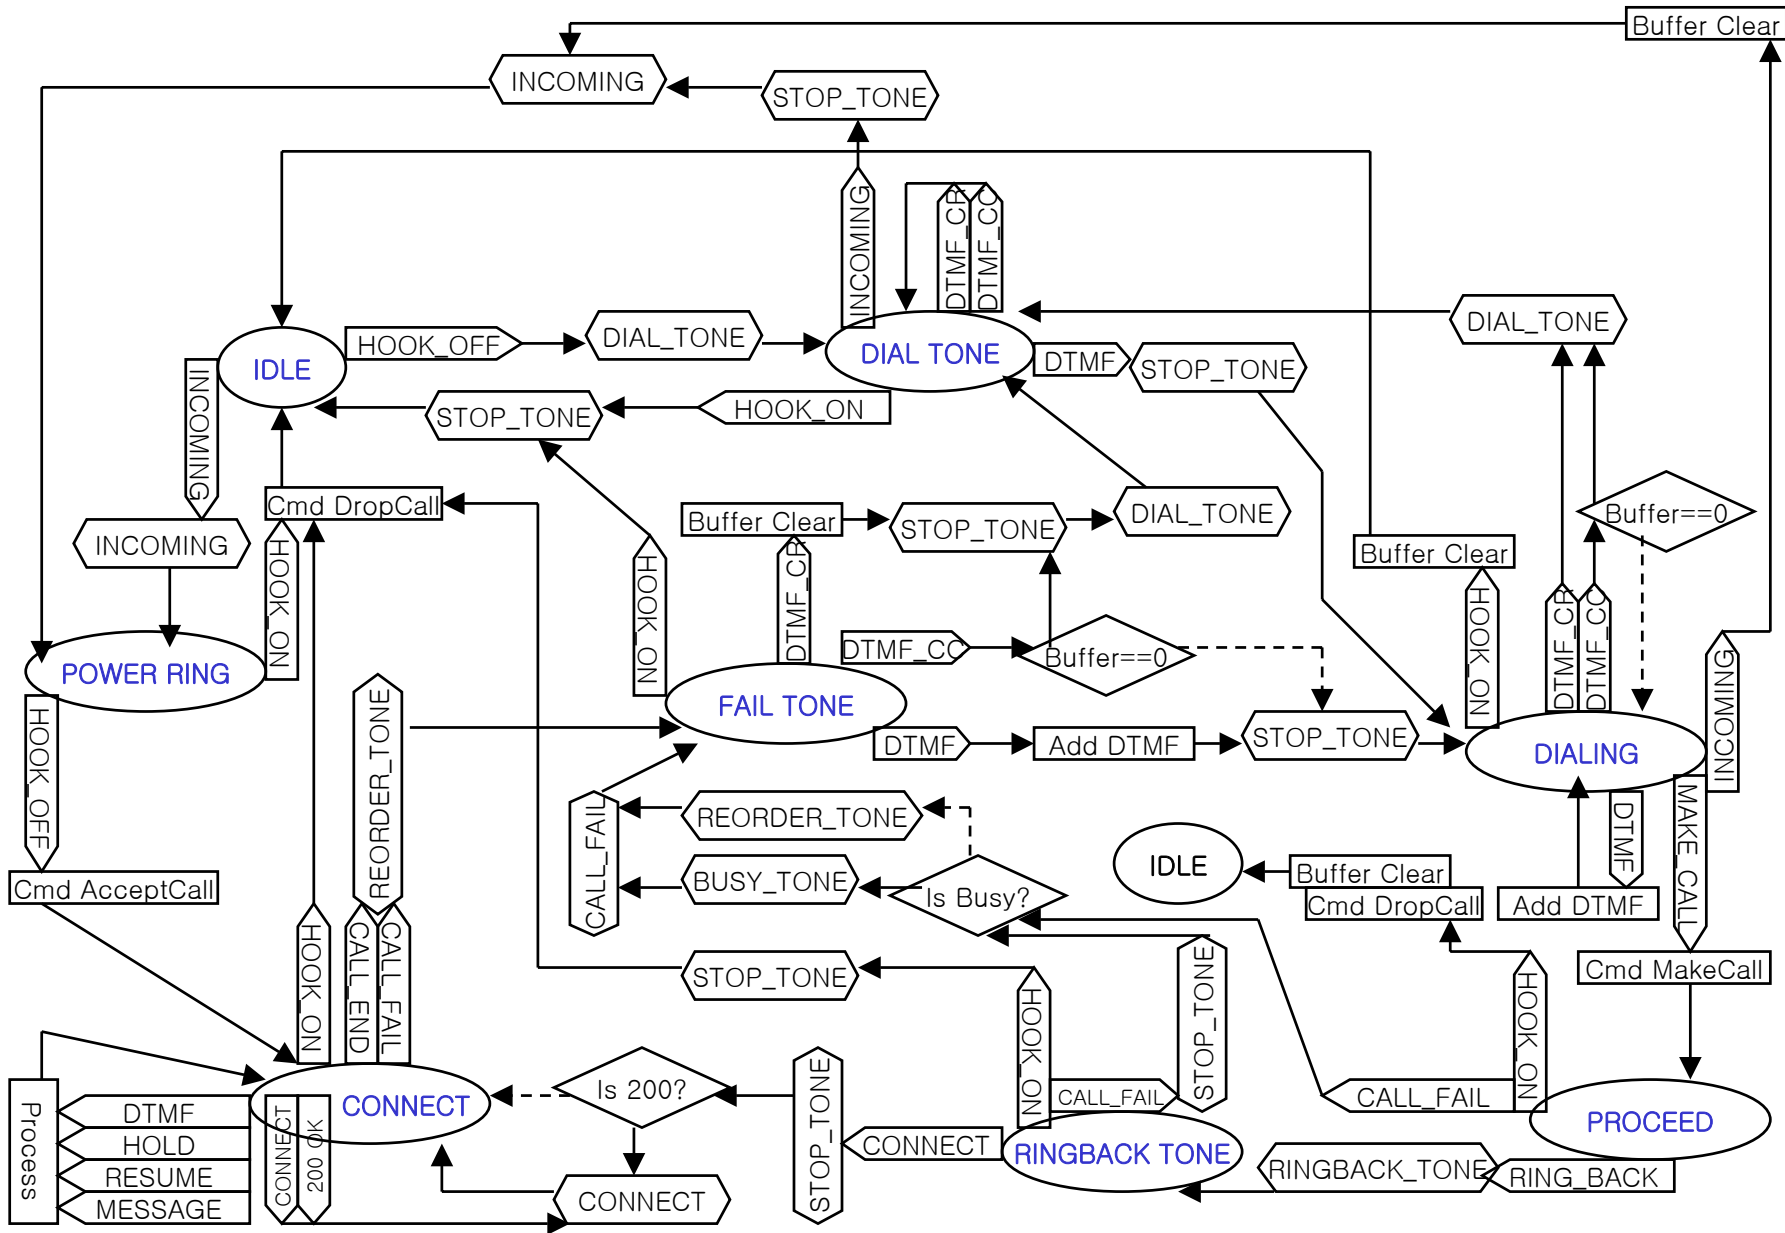 Buffer Clear
INCOMING
STOP_TONE
INCOMING
DTMF_CR
DTMF_CC
DIAL_TONE
HOOK_OFF
DIAL_TONE
IDLE
DIAL TONE
DTMF
STOP_TONE
INCOMING
STOP_TONE
HOOK_ON
Cmd DropCall
Buffer Clear
STOP_TONE
DIAL_TONE
Buffer==0
INCOMING
HOOK_ON
HOOK_ON
DTMF_CR
Buffer Clear
HOOK_ON
DTMF_CR
DTMF_CC
INCOIMING
DTMF_CC
Buffer==0
POWER RING
FAIL TONE
HOOK_OFF
REORDER_TONE
DTMF
Add DTMF
STOP_TONE
DIALING
CALL_FAIL
REORDER_TONE
DTMF
MAKE_CALL
IDLE
Buffer Clear
Cmd AcceptCall
BUSY_TONE
Is Busy?
Cmd DropCall
Add DTMF
HOOK_ON
CALL_END
CALL_FAIL
STOP_TONE
HOOK_ON
STOP_TONE
HOOK_ON
Cmd MakeCall
Process
DTMF
HOLD
RESUME
MESSAGE
CONNECT
CONNECT
200 OK
Is 200?
CONNECT
STOP_TONE
CONNECT
CALL_FAIL
RINGBACK TONE
CALL_FAIL
PROCEED
RINGBACK_TONE
RING_BACK